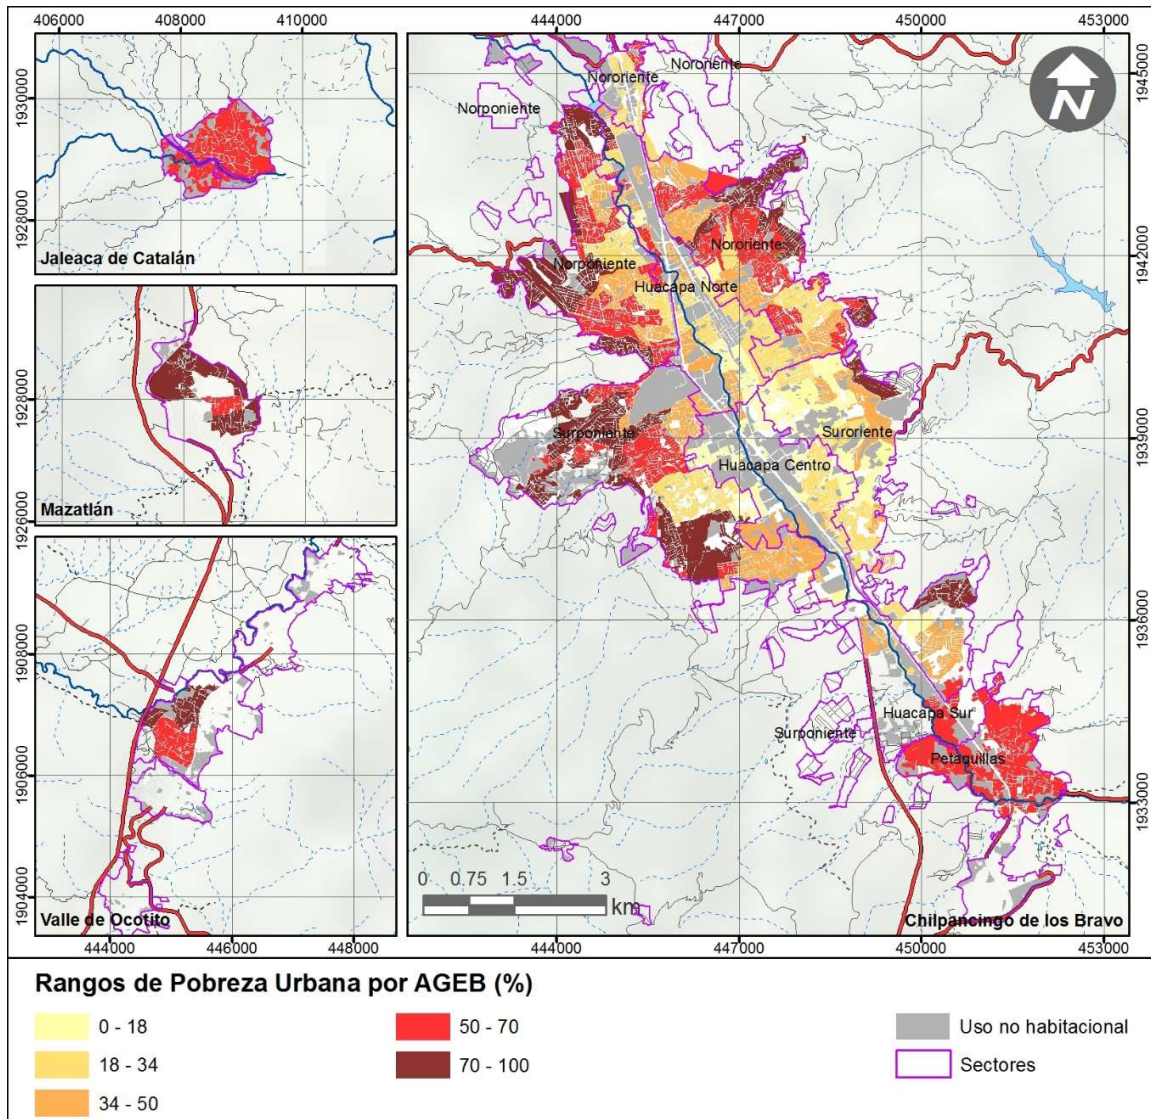 406000 408000 410000
444000 447000 450000 453000
1930000
1928000
Jaleaca de Catalán
1928000
1926000
Mazatlán
1908000
1906000
1904000
Valle de Ocotito
444000 446000 448000
Nororiente
Nororiente
Norponiente
N
1945000
Nororiente
1942000
Norponiente
Huacapa Norte
Surponiente
Suroriente
1939000
Huacapa Centro
1936000
Huacapa Sur
Surponiente
Petaquillas
1933000
0 0.75 1.5 3
km
Chilpancingo de los Bravo
444000 447000 450000 453000
Rangos de Pobreza Urbana por AGEB (%)
0 - 18
18 - 34
34 - 50
50 - 70
70 - 100
Uso no habitacional
Sectores